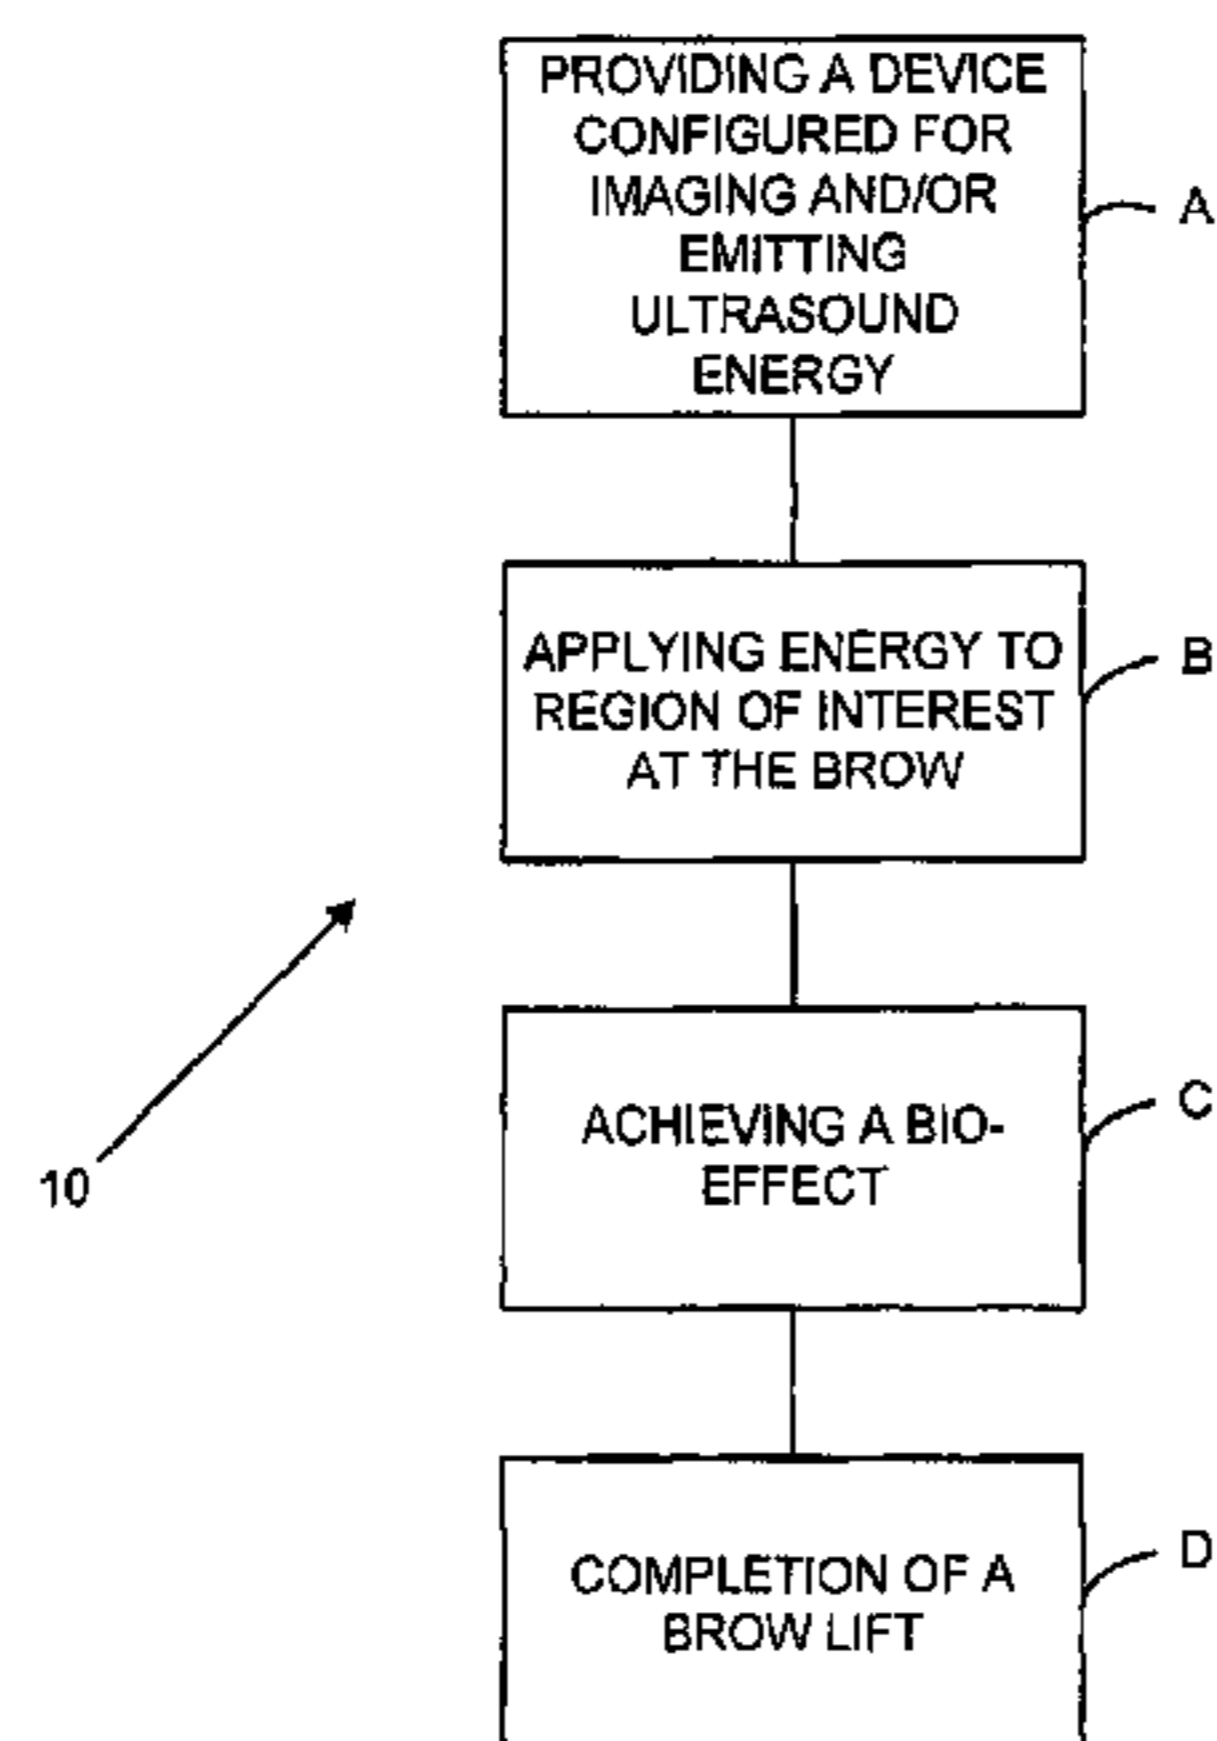 PROVIDING A DEVICE
CONFIGURED FOR
IMAGING AND/OR
EMITTING
ULTRASOUND
ENERGY
A
APPLYING ENERGY TO
REGION OF INTEREST
AT THE BROW
B
ACHIEVING A BIO-
EFFECT
C
10
COMPLETION OF A
BROW LIFT
D